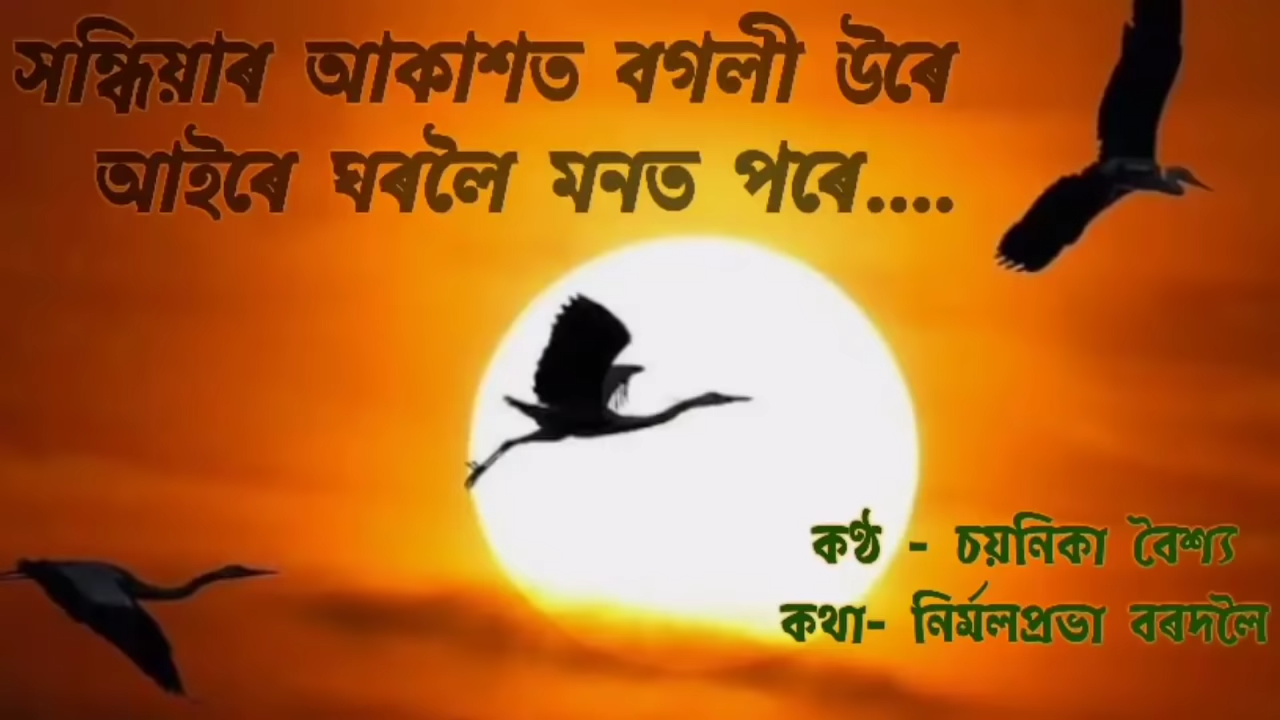 সন্ধিয়াৰ আকাশত বগলী উৰে
আইৰে ঘৰলৈ মনত পৰে....
কণ্ঠ - চয়নিকা বৈশ্য
কথা- নিৰ্মলপ্ৰভা বৰদলৈ